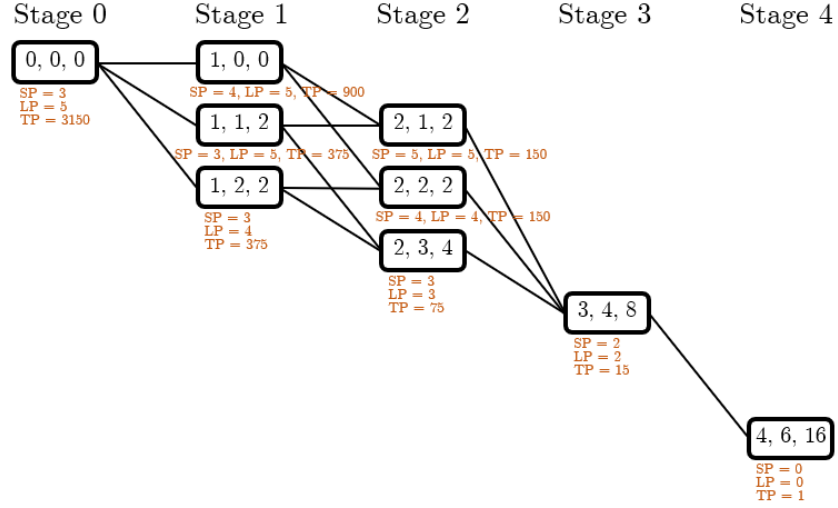 Stage 0
Stage 1
Stage 2
Stage 3
Stage 4
0, 0, 0
SP = 3
LP = 5
TP = 3150
1, 0, 0
SP = 4, LP = 5, TP = 900
1, 1, 2
SP = 3, LP = 5, TP = 375
1, 2, 2
SP = 3
LP = 4
TP = 375
2, 1, 2
SP = 5, LP = 5, TP = 150
2, 2, 2
SP = 4, LP = 4, TP = 150
2, 3, 4
SP = 3
LP = 3
TP = 75
3, 4, 8
SP = 2
LP = 2
TP = 15
4, 6, 16
SP = 0
LP = 0
TP = 1